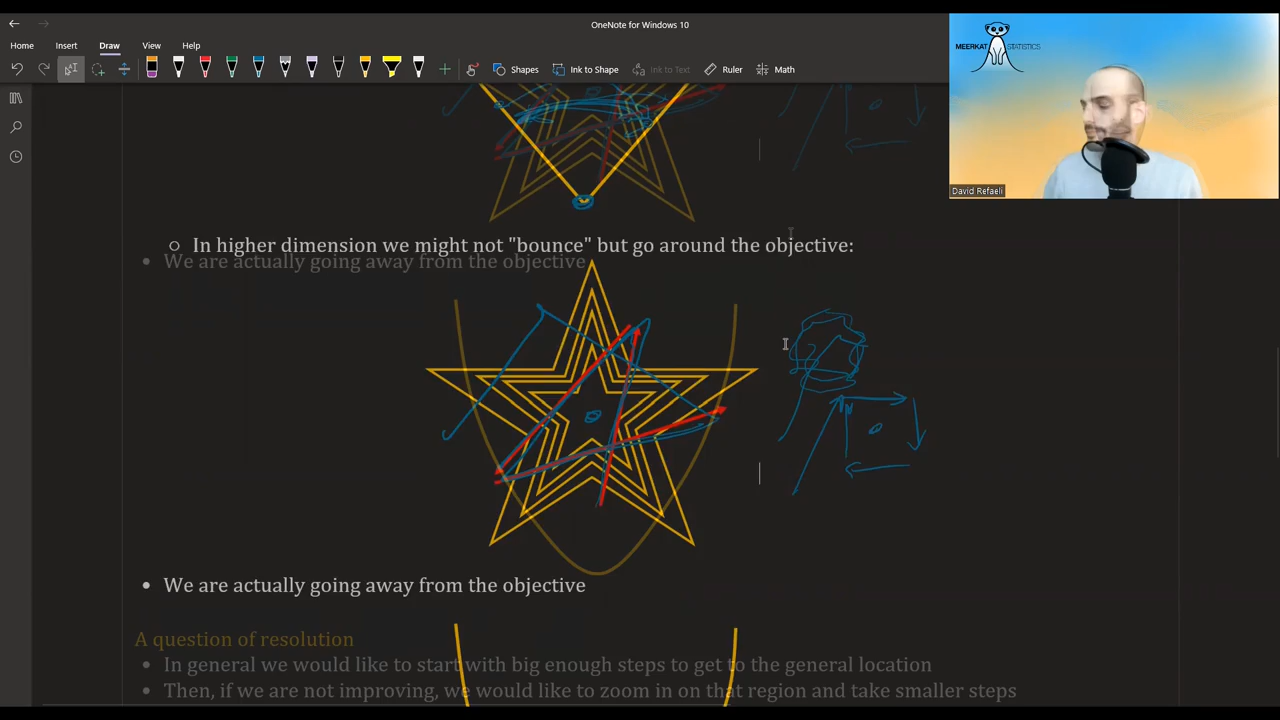 OneNote for Windows 10
Home Insert Draw View Help
Shapes Ink to Shape Ink to Text Ruler Math
MEERKAT STATISTICS
David Refaeli
In higher dimension we might not "bounce" but go around the objective:
We are actually going away from the objective
We are actually going away from the objective
A question of resolution
In general we would like to start with big enough steps to get to the general location
Then, if we are not improving, we would like to zoom in on that region and take smaller steps